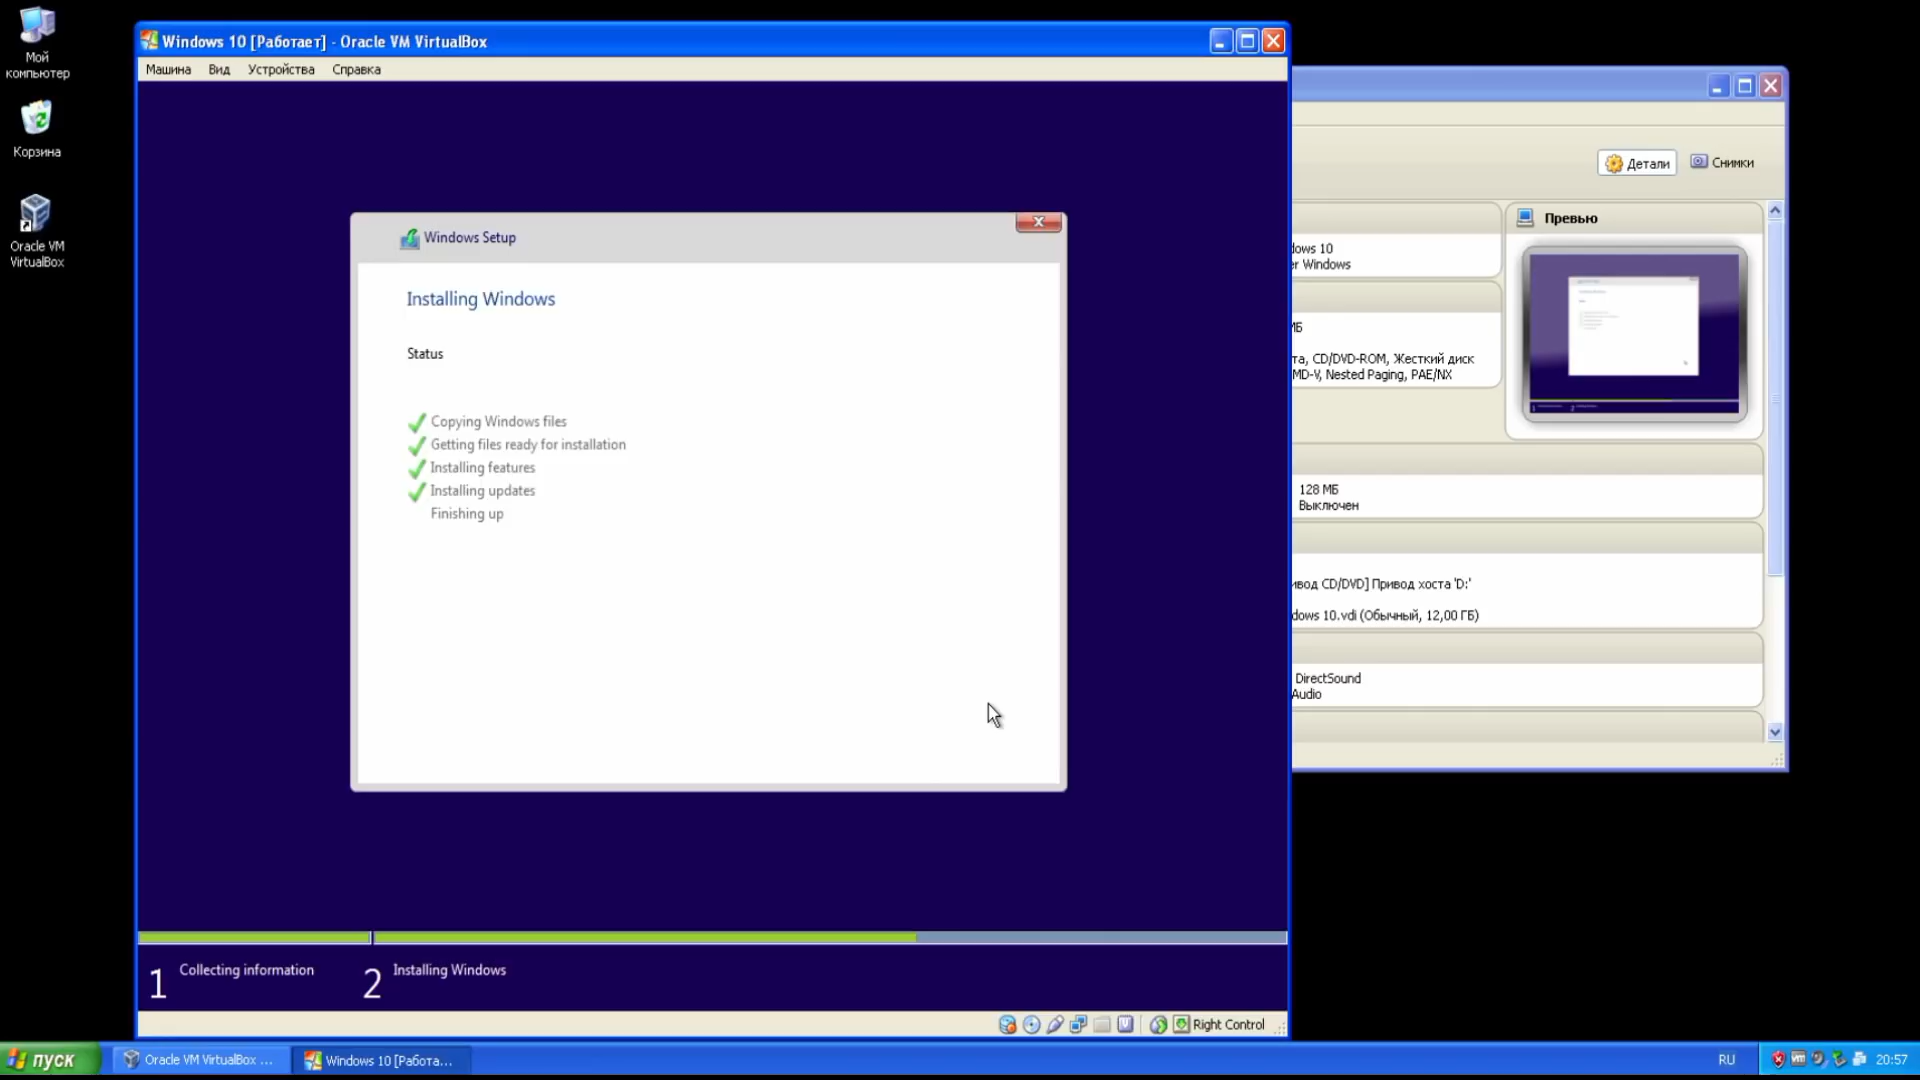 Мой
компьютер
Корзина
Oracle VM
VirtualBox
Windows 10 [Работает] - Oracle VM VirtualBox
Машина Вид Устройства Справка
Windows Setup
Installing Windows
Status
Copying Windows files
Getting files ready for installation
Installing features
Installing updates
Finishing up
1 Collecting information 2 Installing Windows
Right Control
Детали Снимки
Превью
dows 10
er Windows
МБ
та, CD/DVD-ROM, Жесткий диск
MD-V, Nested Paging, PAE/NX
128 МБ
Выключен
ивод CD/DVD] Привод хоста 'D:'
dows 10.vdi (Обычный, 12,00 ГБ)
DirectSound
Audio
пуск Oracle VM VirtualBox ... Windows 10 [Работа... RU 20:57